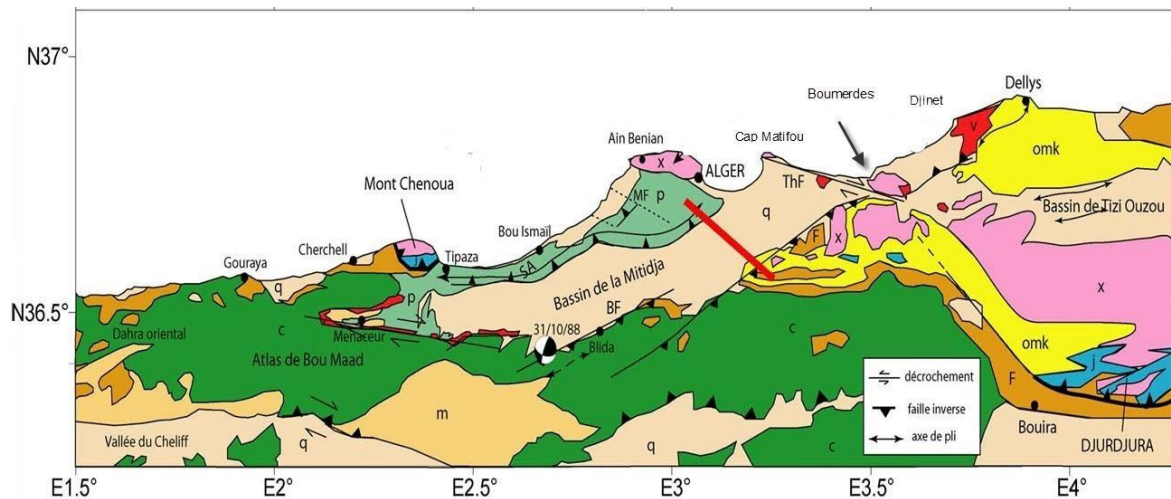 N37°
Dellys
Djinet
Boumerdes
v
omk
Cap Matifou
Ain Benian
x
ALGER
ThF
Mont Chenoua
p
MF
q
Bassin de Tizi Ouzou
F
x
Bou Ismaïl
Cherchell
Tipaza
SA
Gouraya
q
p
Bassin de la Mitidja
x
N36.5°
BF
Dahra oriental
c
Menaceur
31/10/88
Blida
c
omk
j
Atlas de Bou Maad
F
décrochement
m
faille inverse
Vallée du Cheliff
q
q
c
axe de pli
Bouira
DJURDJURA
E1.5°
E2°
E2.5°
E3°
E3.5°
E4°